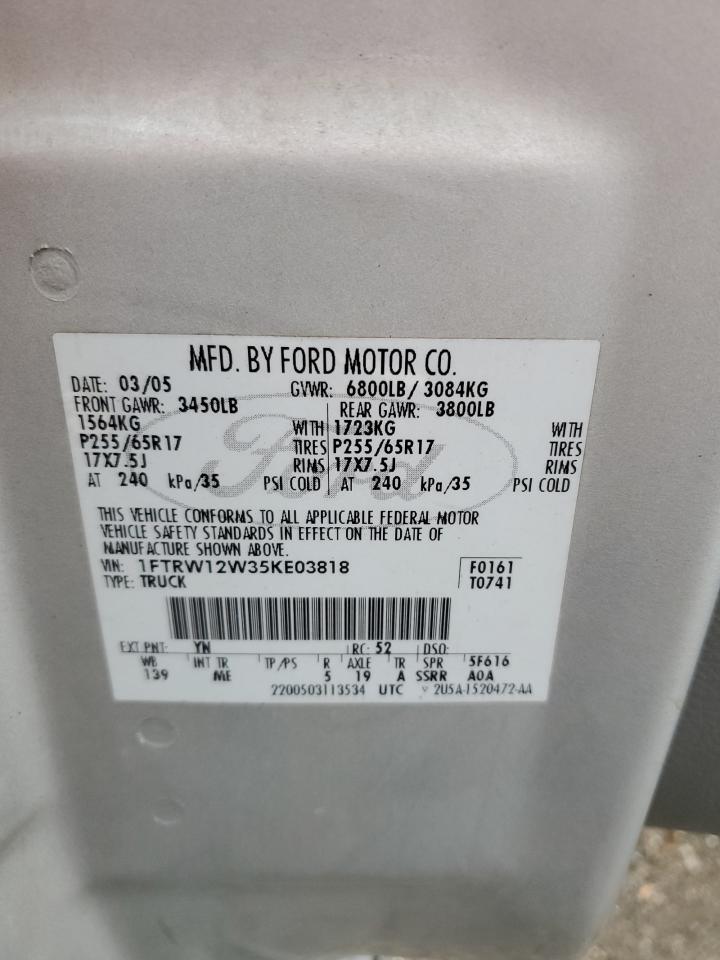 MFD. BY FORD MOTOR CO.
DATE: 03/05 GVWR: 6800LB/ 3084KG
FRONT GAWR: 3450LB REAR GAWR: 3800LB
1564KG WITH 1723KG WITH
P255/65R17 TIRES P255/65R17 TIRES
17X7.5J RIMS 17X7.5J RIMS
AT 240 kPa/35 PSI COLD AT 240 kPa/35 PSI COLD
Ford
THIS VEHICLE CONFORMS TO ALL APPLICABLE FEDERAL MOTOR
VEHICLE SAFETY STANDARDS IN EFFECT ON THE DATE OF
MANUFACTURE SHOWN ABOVE.
VIN: 1FTRW12W35KE03818 F0161
TYPE: TRUCK T0741
EXT PNT: YN RC: 52 DSO:
WB INT TR TP/PS R AXLE TR SPR 5F616
139 ME 5 19 A SSRR AOA
2200503113534 UTC 2U5A-1520472-AA